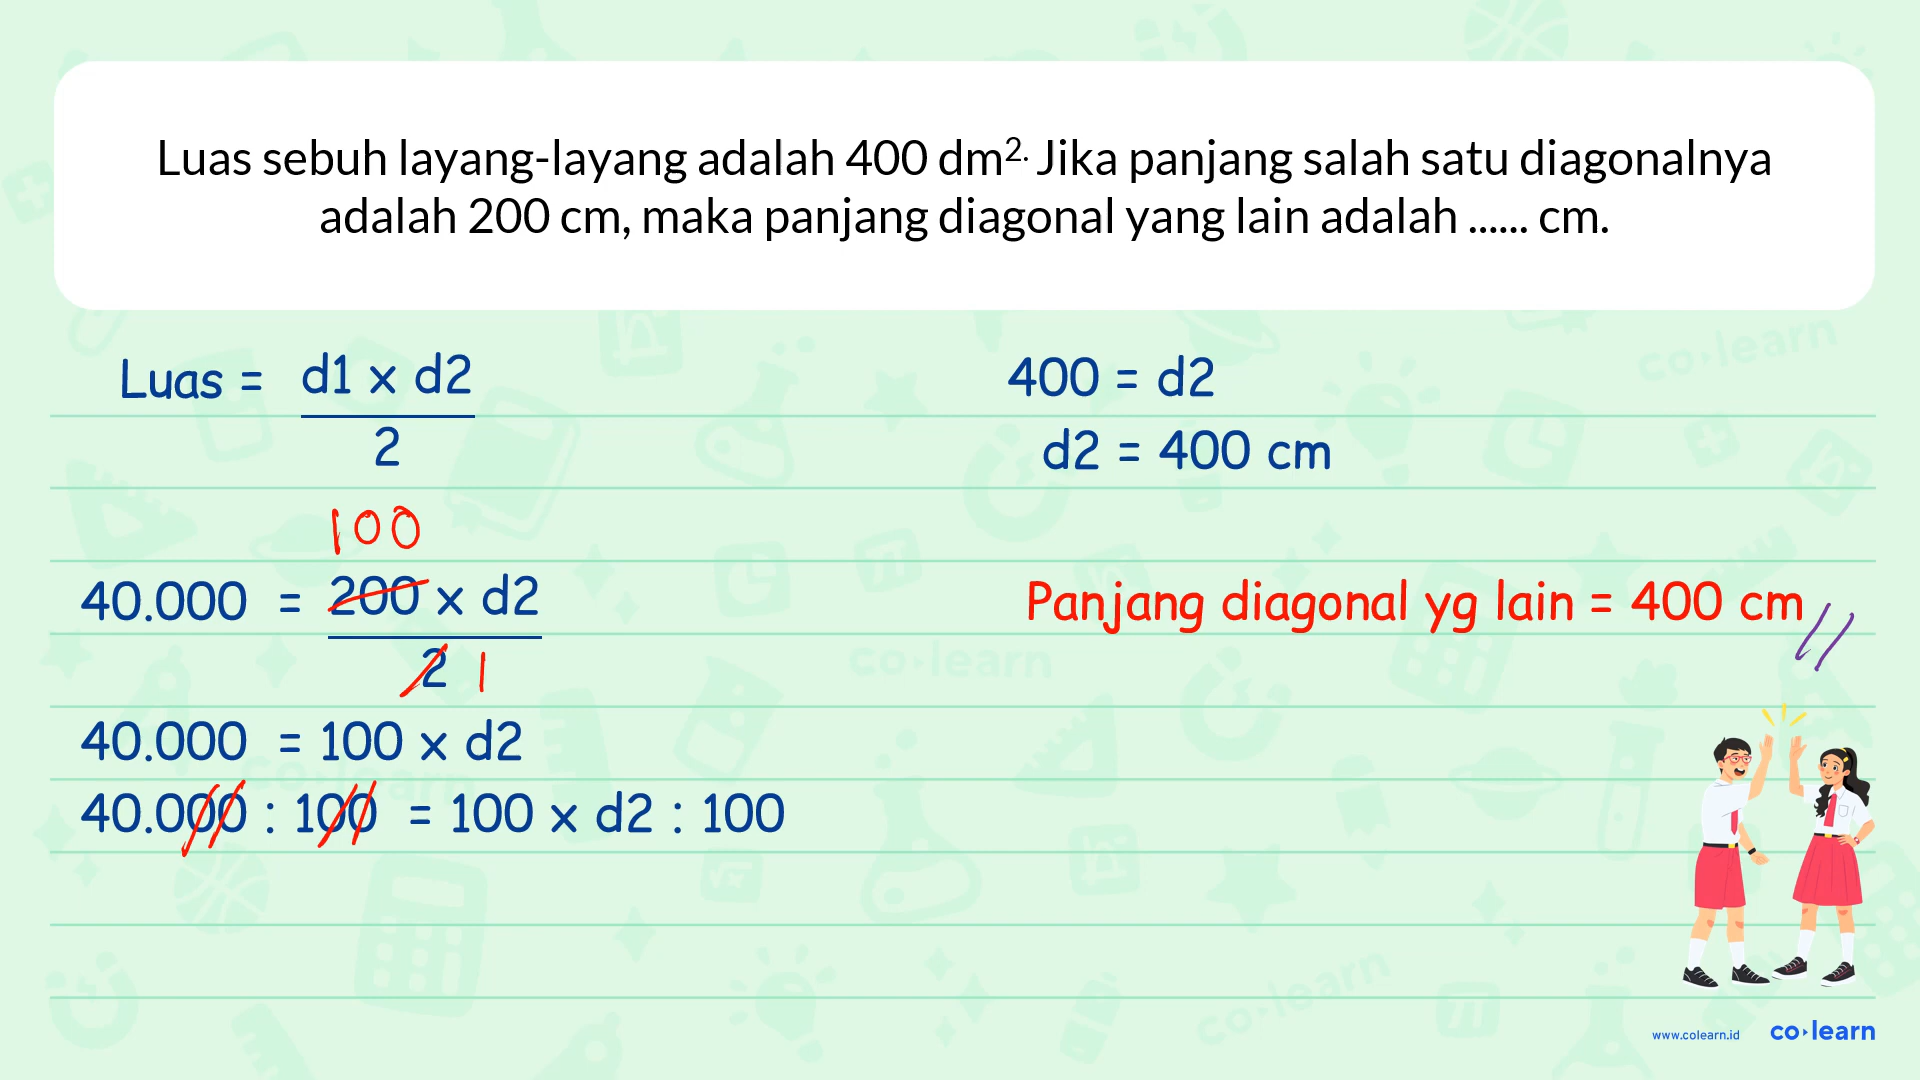 Luas sebuh layang-layang adalah 400 dm². Jika panjang salah satu diagonalnya
adalah 200 cm, maka panjang diagonal yang lain adalah ...... cm.
Luas = d1 x d2
2
100
40.000 = 200 x d2
2 1
40.000 = 100 x d2
40.000 : 100 = 100 x d2 : 100
400 = d2
d2 = 400 cm
Panjang diagonal yg lain = 400 cm
www.colearn.id co learn